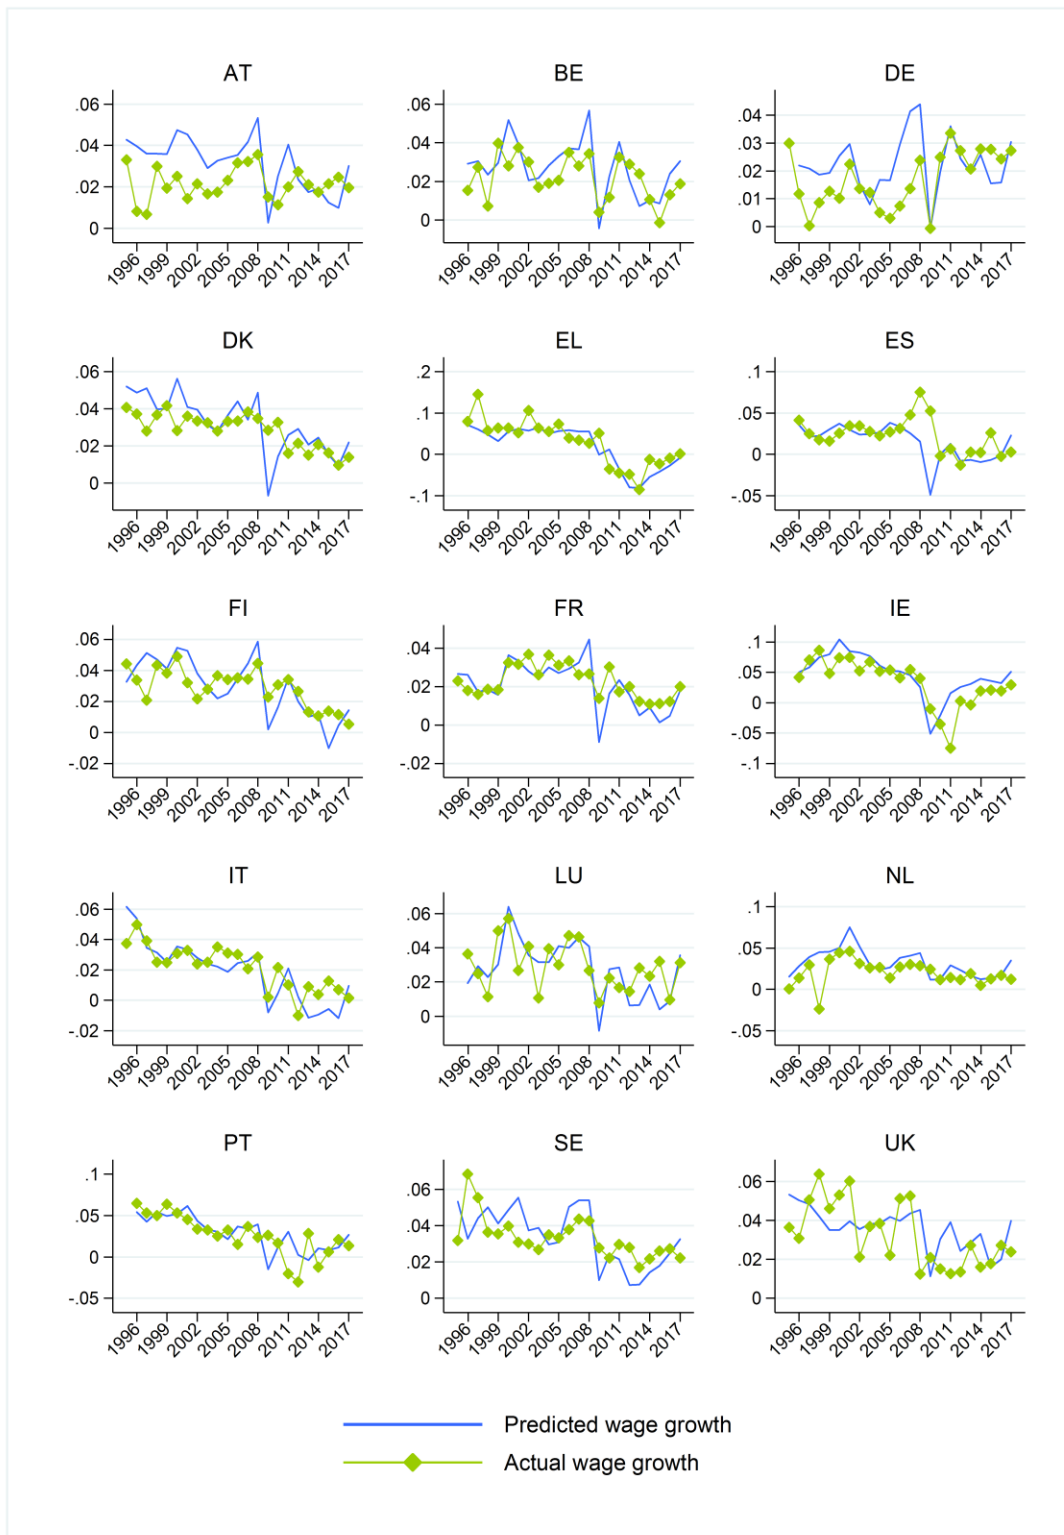 AT BE DE
.06 .04 .02 0
1996 1999 2002 2005 2008 2011 2014 2017
.06 .04 .02 0
1996 1999 2002 2005 2008 2011 2014 2017
.04 .03 .02 .01 0
1996 1999 2002 2005 2008 2011 2014 2017
DK EL ES
.06 .04 .02 0
1996 1999 2002 2005 2008 2011 2014 2017
.2 .1 0 -.1
1996 1999 2002 2005 2008 2011 2014 2017
.1 .05 0 -.05
1996 1999 2002 2005 2008 2011 2014 2017
FI FR IE
.06 .04 .02 0 -.02
1996 1999 2002 2005 2008 2011 2014 2017
.04 .02 0 -.02
1996 1999 2002 2005 2008 2011 2014 2017
.1 .05 0 -.05 -.1
1996 1999 2002 2005 2008 2011 2014 2017
IT LU NL
.06 .04 .02 0 -.02
1996 1999 2002 2005 2008 2011 2014 2017
.06 .04 .02 0
1996 1999 2002 2005 2008 2011 2014 2017
.1 .05 0 -.05
1996 1999 2002 2005 2008 2011 2014 2017
PT SE UK
.1 .05 0 -.05
1996 1999 2002 2005 2008 2011 2014 2017
.06 .04 .02 0
1996 1999 2002 2005 2008 2011 2014 2017
.06 .04 .02 0
1996 1999 2002 2005 2008 2011 2014 2017
Predicted wage growth
Actual wage growth